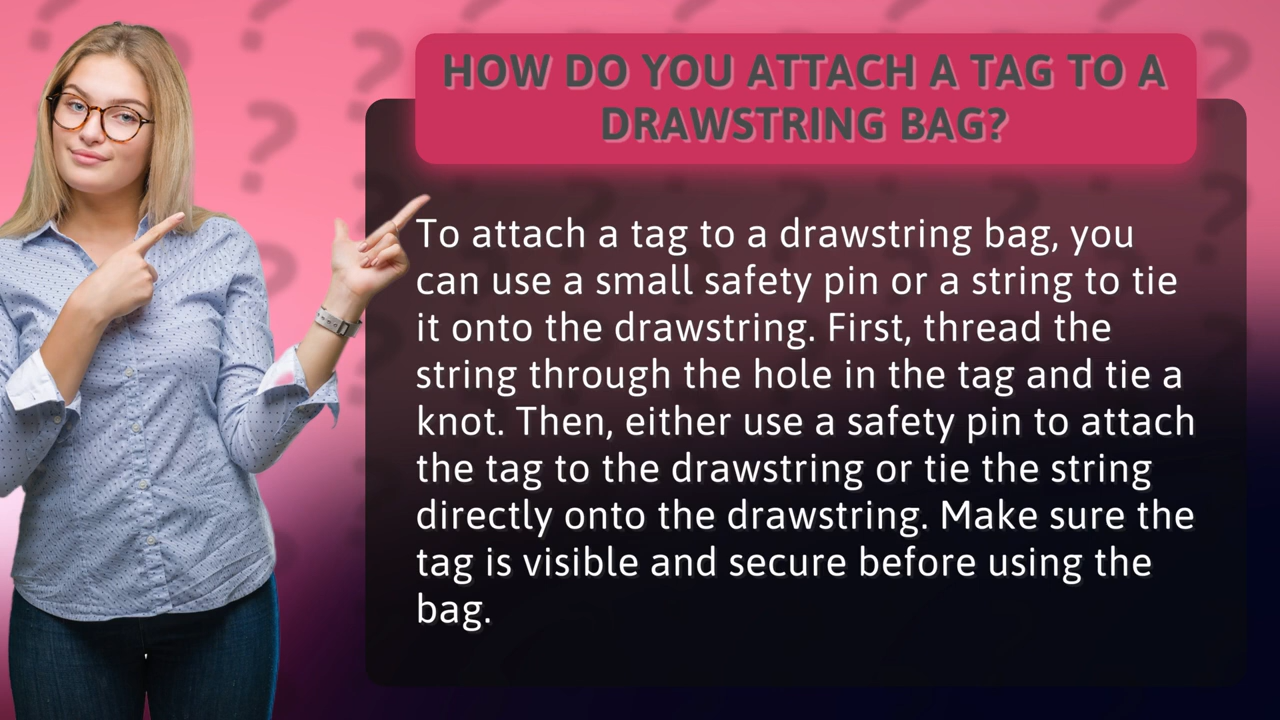 HOW DO YOU ATTACH A TAG TO A
DRAWSTRING BAG?
To attach a tag to a drawstring bag, you
can use a small safety pin or a string to tie
it onto the drawstring. First, thread the
string through the hole in the tag and tie a
knot. Then, either use a safety pin to attach
the tag to the drawstring or tie the string
directly onto the drawstring. Make sure the
tag is visible and secure before using the
bag.